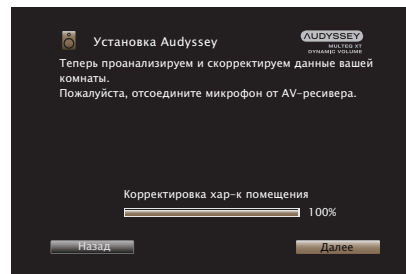 Установка Audyssey
AUDYSSEY
MULTEQ XT
DYNAMIC VOLUME
Теперь проанализируем и скорректируем данные вашей
комнаты.
Пожалуйста, отсоедините микрофон от AV-ресивера.
Корректировка хар-к помещения
100%
Назад
Далее